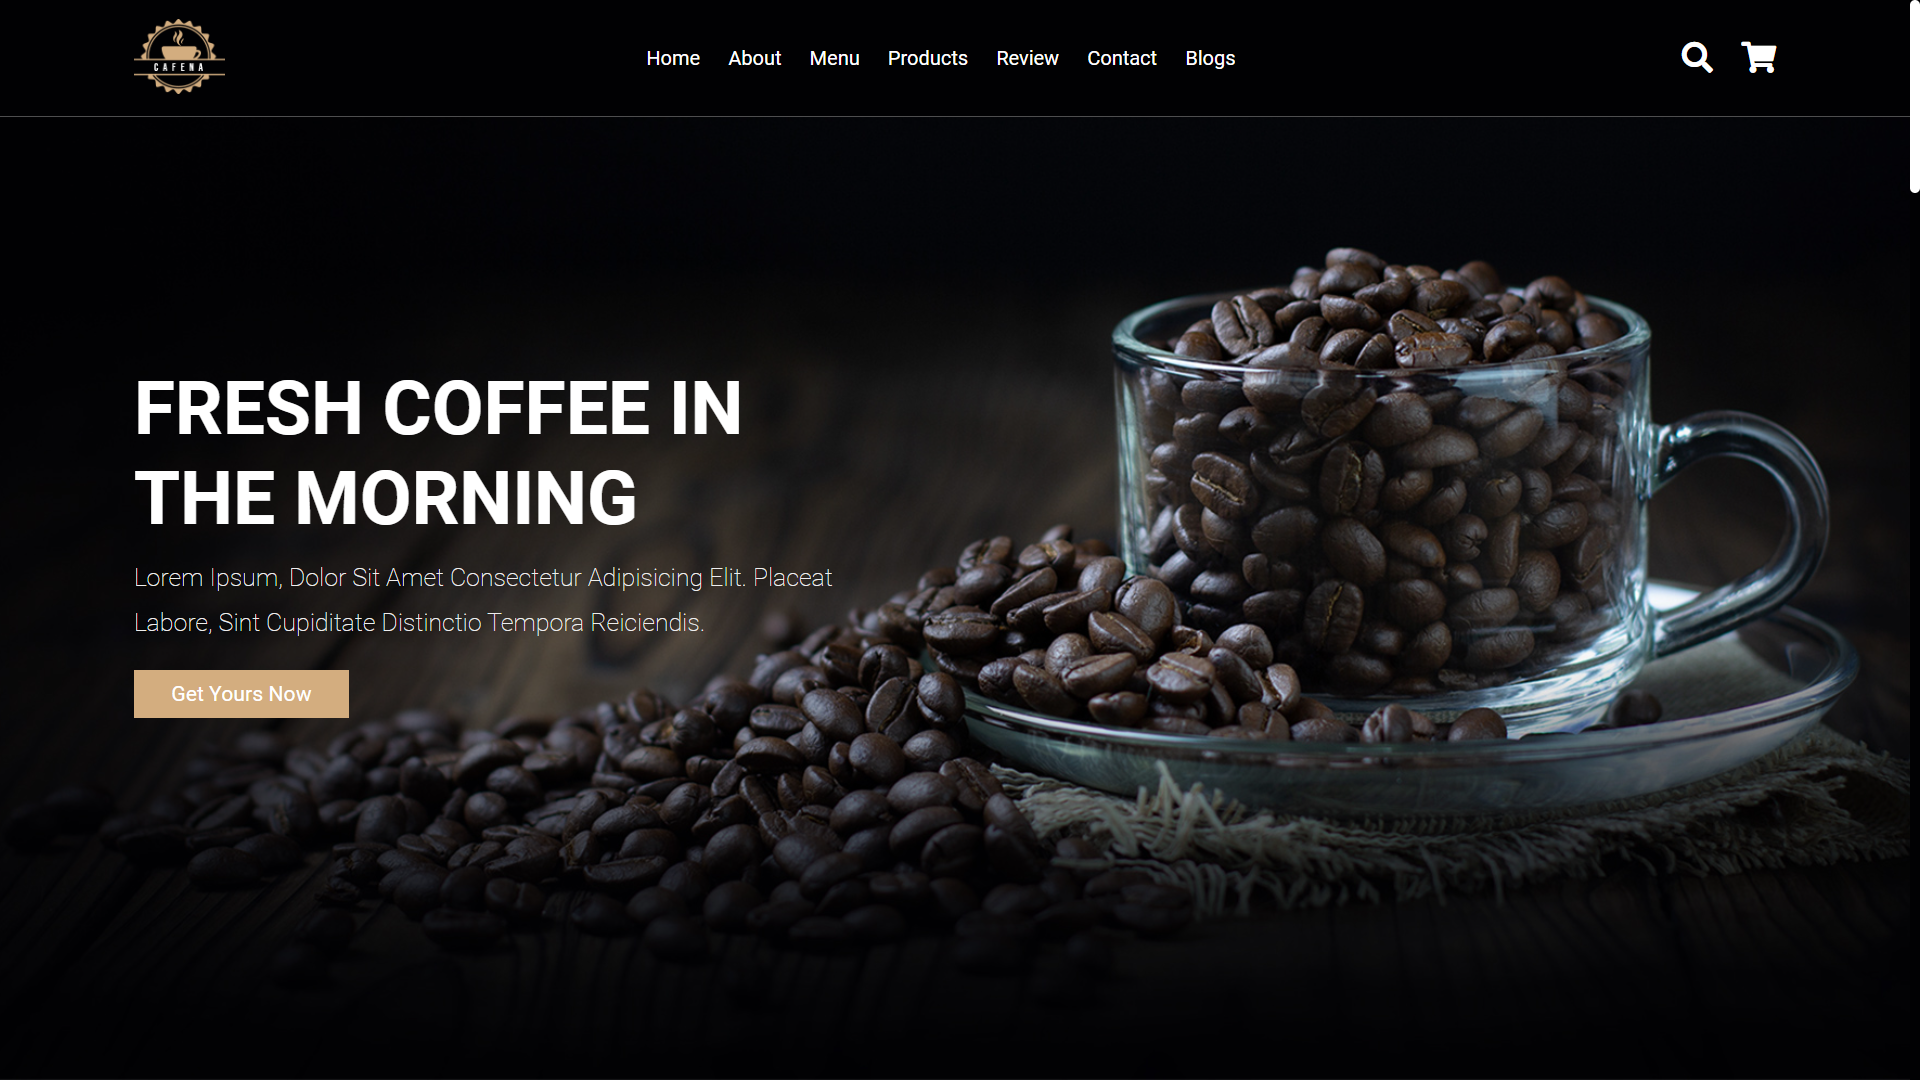 CAFENA
Home About Menu Products Review Contact Blogs
FRESH COFFEE IN
THE MORNING
Lorem Ipsum, Dolor Sit Amet Consectetur Adipisicing Elit. Placeat
Labore, Sint Cupiditate Distinctio Tempora Reiciendis.
Get Yours Now